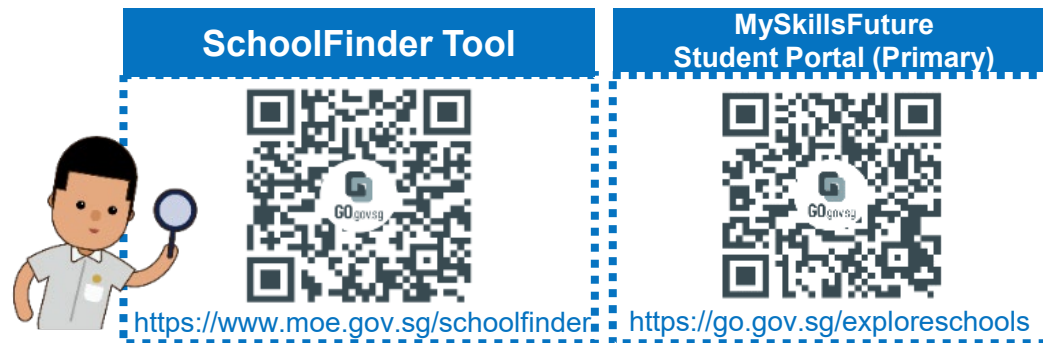 SchoolFinder Tool
MySkillsFuture
Student Portal (Primary)
GOgovsg
GOgovsg
https://www.moe.gov.sg/schoolfinder
https://go.gov.sg/exploreschools